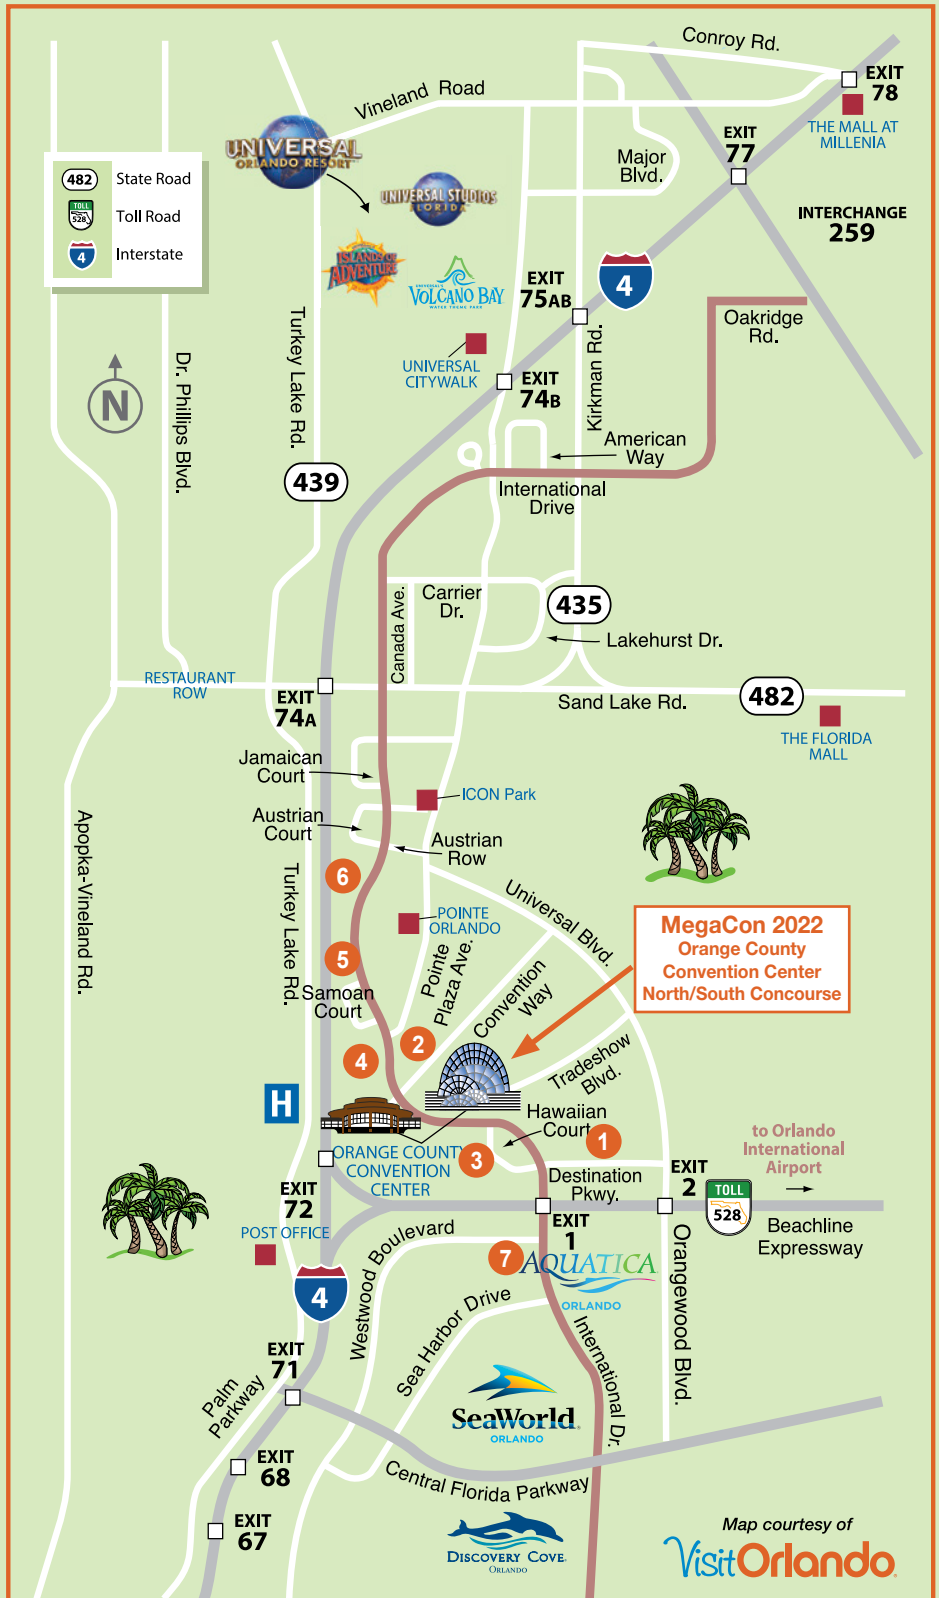 Conroy Rd.
EXIT
78
THE MALL AT
MILLENIA
Vineland Road
UNIVERSAL
ORLANDO RESORT
EXIT
77
Major
Blvd.
482
State Road
TOLL
528
Toll Road
4
Interstate
UNIVERSAL STUDIOS
FLORIDA
INTERCHANGE
259
ISLANDS OF
ADVENTURE
UNIVERSAL'S
VOLCANO BAY
WATER THEME PARK
EXIT
75AB
4
Oakridge
Rd.
Turkey Lake Rd.
Dr. Phillips Blvd.
N
UNIVERSAL
CITYWALK
EXIT
74B
Kirkman Rd.
American
Way
439
International
Drive
Canada Ave.
Carrier
Dr.
435
Lakehurst Dr.
RESTAURANT
ROW
EXIT
74A
Sand Lake Rd.
482
THE FLORIDA
MALL
Jamaican
Court
ICON Park
Austrian
Court
Austrian
Row
Apopka-Vineland Rd.
Turkey Lake Rd.
6
Universal Blvd.
POINTE
ORLANDO
MegaCon 2022
Orange County
Convention Center
North/South Concourse
5
Pointe
Plaza Ave.
Convention
Way
Samoan
Court
2
4
Tradeshow
Blvd.
H
Hawaiian
Court
1
ORANGE COUNTY
CONVENTION
CENTER
3
to Orlando
International
Airport
Destination
Pkwy.
EXIT
2
TOLL
528
EXIT
72
Beachline
Expressway
EXIT
1
POST OFFICE
7
AQUATICA
ORLANDO
4
Westwood Boulevard
Sea Harbor Drive
International Dr.
Orangewood Blvd.
EXIT
71
Palm
Parkway
SeaWorld
ORLANDO
EXIT
68
Central Florida Parkway
EXIT
67
DISCOVERY COVE
ORLANDO
Map courtesy of
VisitOrlando